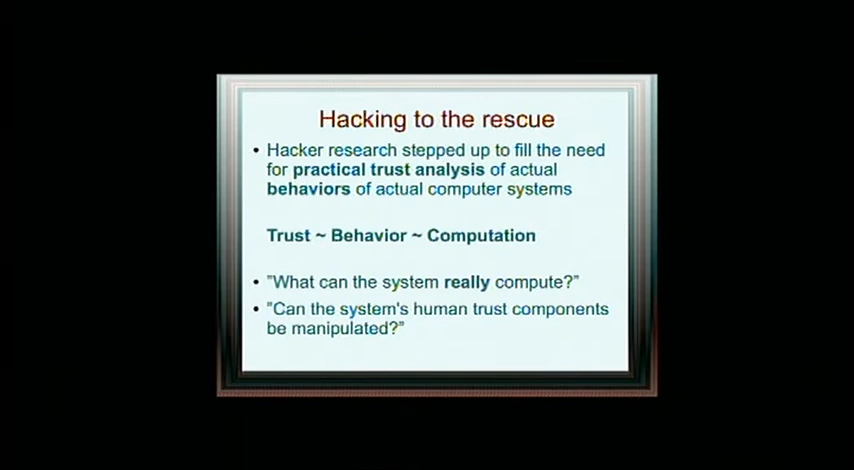 Hacking to the rescue
• Hacker research stepped up to fill the need
for practical trust analysis of actual
behaviors of actual computer systems
Trust ~ Behavior ~ Computation
• ”What can the system really compute?”
• ”Can the system's human trust components
be manipulated?”